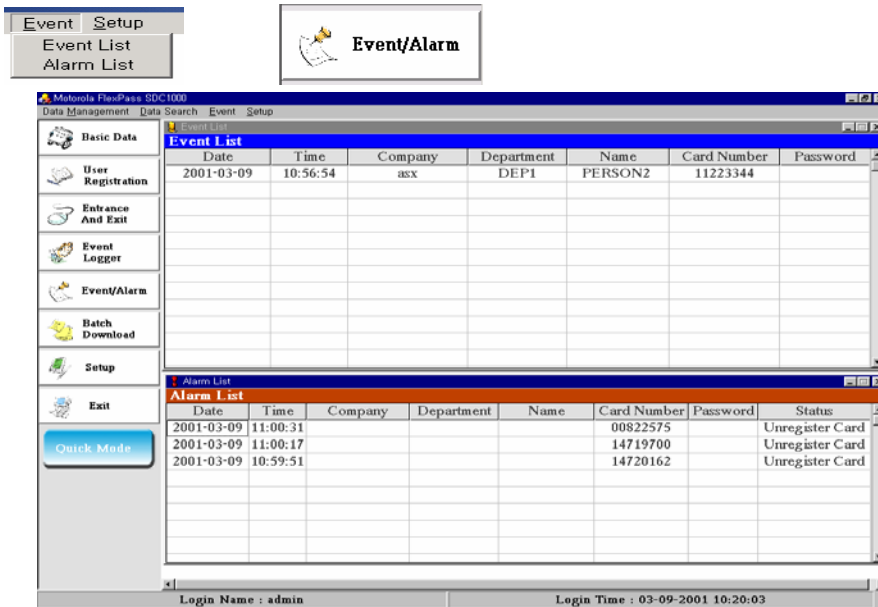 Event Setup
Event List
Alarm List
Event/Alarm
Motorola FlexPass SDC1000
Data Management Data Search Event Setup
Basic Data
User Registration
Entrance And Exit
Event Logger
Event/Alarm
Batch Download
Setup
Exit
Quick Mode
Event List
Event List
Date Time Company Department Name Card Number Password
2001-03-09 10:56:54 asx DEP1 PERSON2 11223344
Alarm List
Alarm List
Date Time Company Department Name Card Number Password Status
2001-03-09 11:00:31 00822575 Unregister Card
2001-03-09 11:00:17 14719700 Unregister Card
2001-03-09 10:59:51 14720162 Unregister Card
Login Name : admin Login Time : 03-09-2001 10:20:03